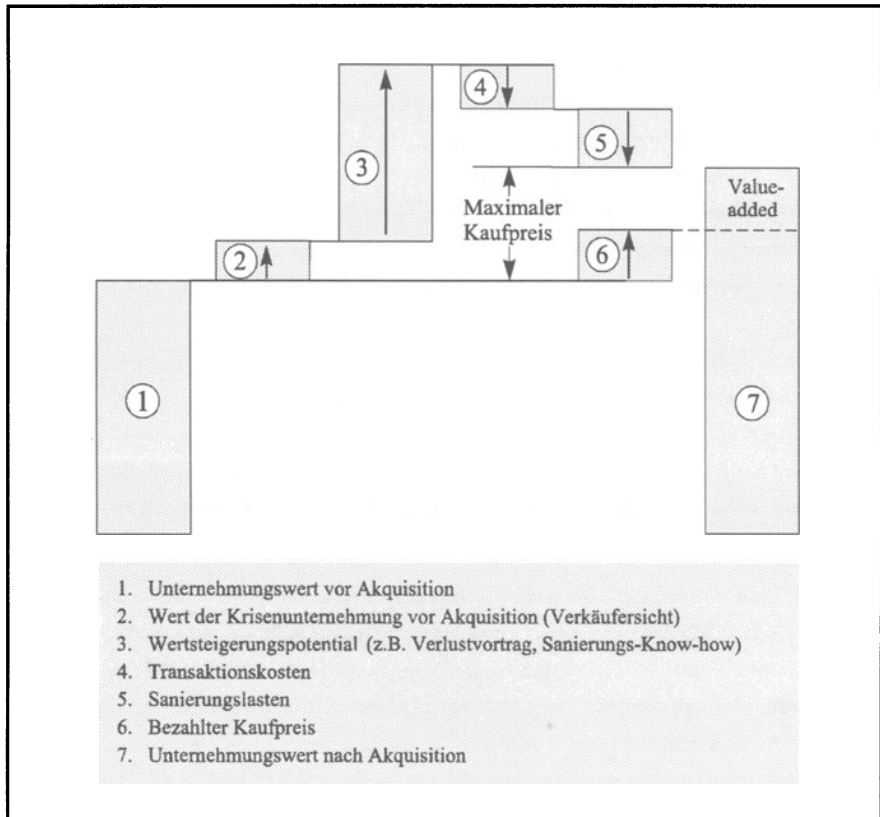 4
5
3
Value-
added
Maximaler
Kaufpreis
2
6
1
7
1. Unternehmungswert vor Akquisition
2. Wert der Krisenunternehmung vor Akquisition (Verkäufersicht)
3. Wertsteigerungspotential (z.B. Verlustvortrag, Sanierungs-Know-how)
4. Transaktionskosten
5. Sanierungslasten
6. Bezahlter Kaufpreis
7. Unternehmungswert nach Akquisition